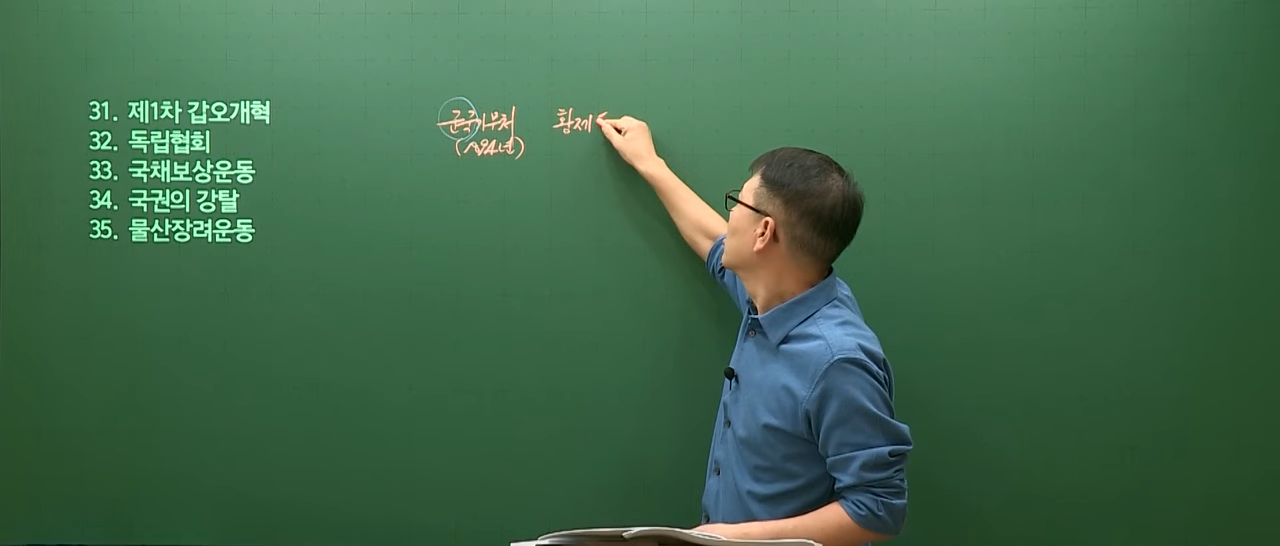 31. 제1차 갑오개혁
32. 독립협회
33. 국채보상운동
34. 국권의 강탈
35. 물산장려운동
군국기무처 황제
(1894년)